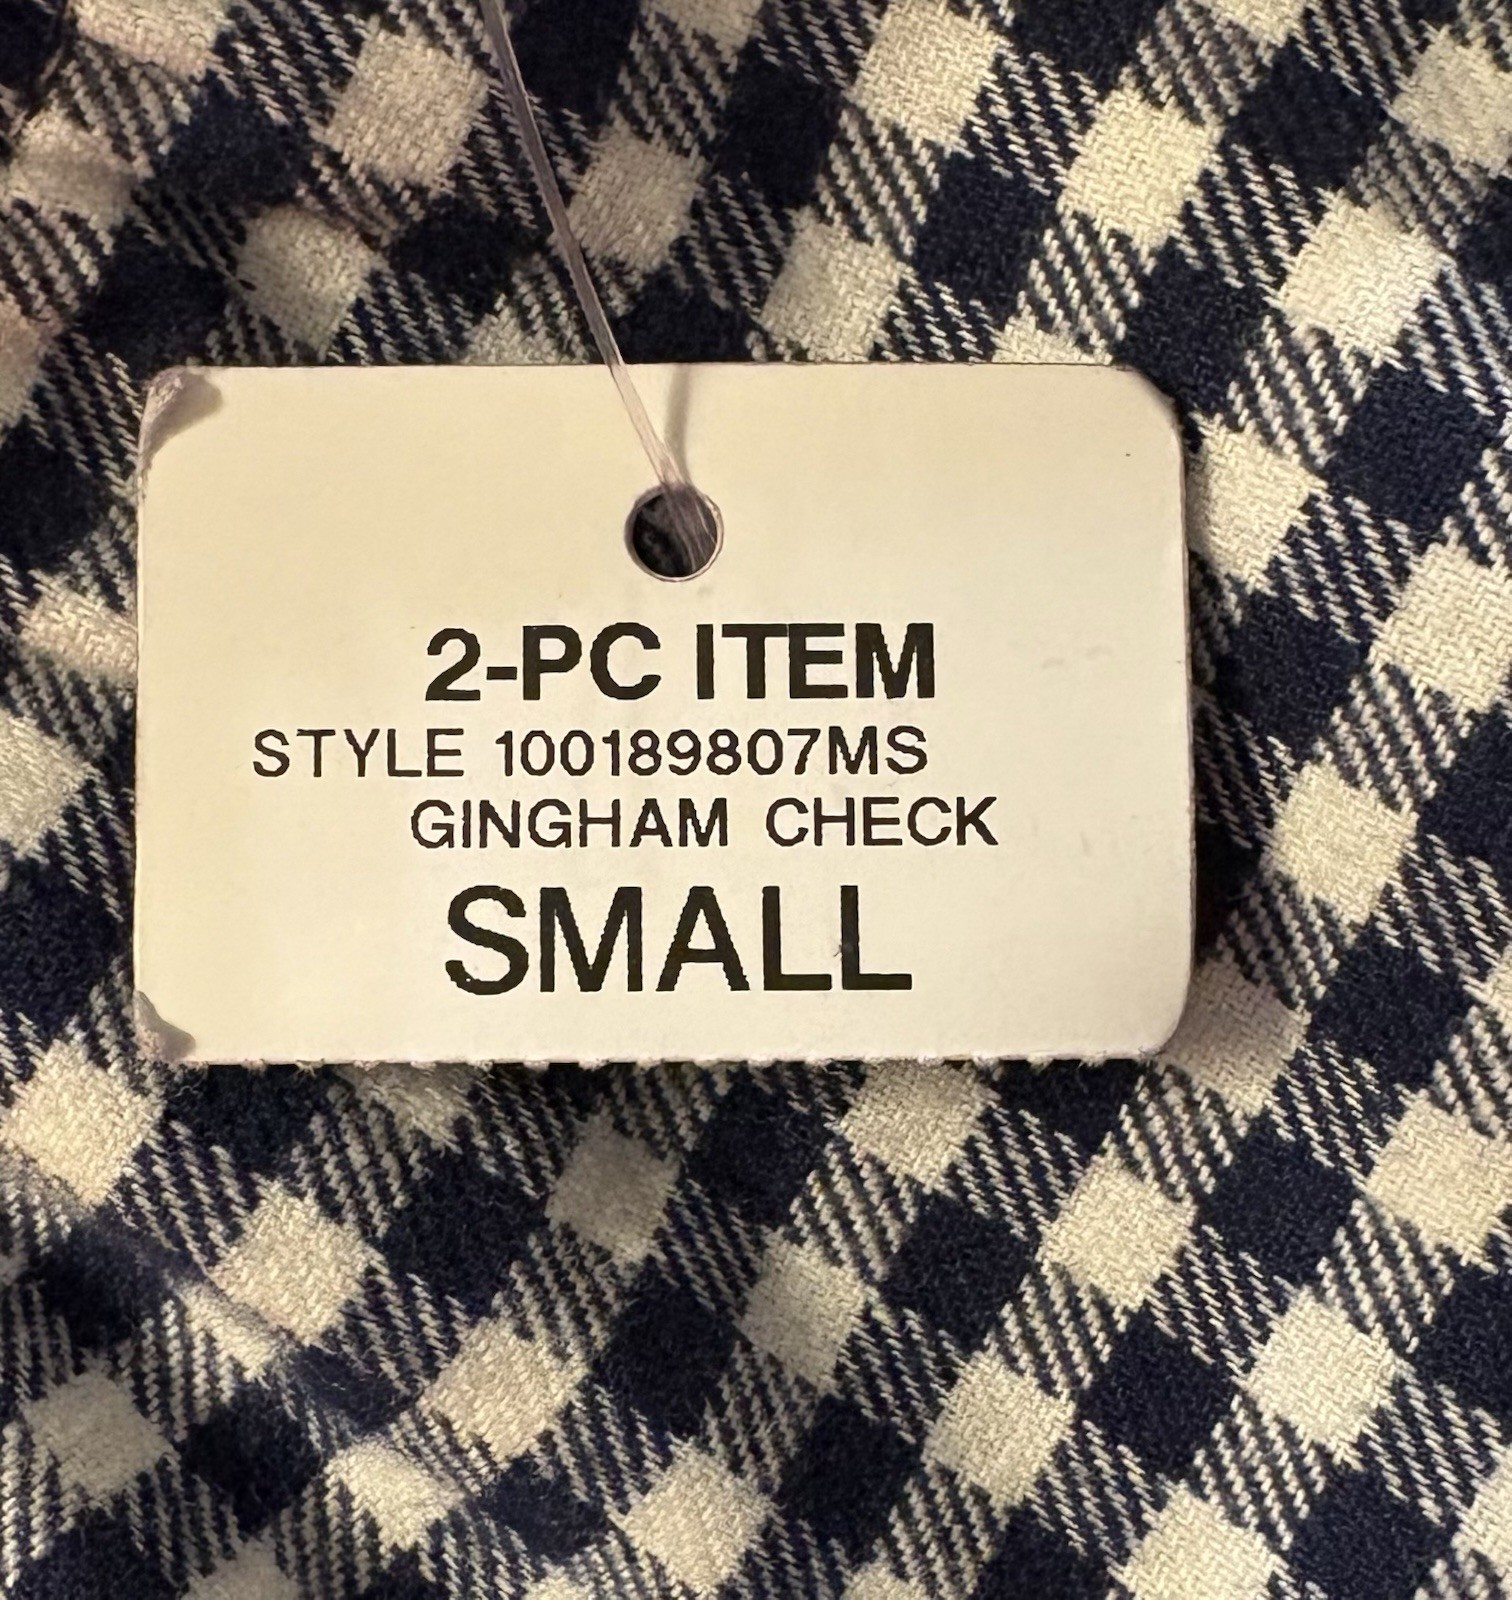 2-PC ITEM
STYLE 100189807MS
GINGHAM CHECK
SMALL